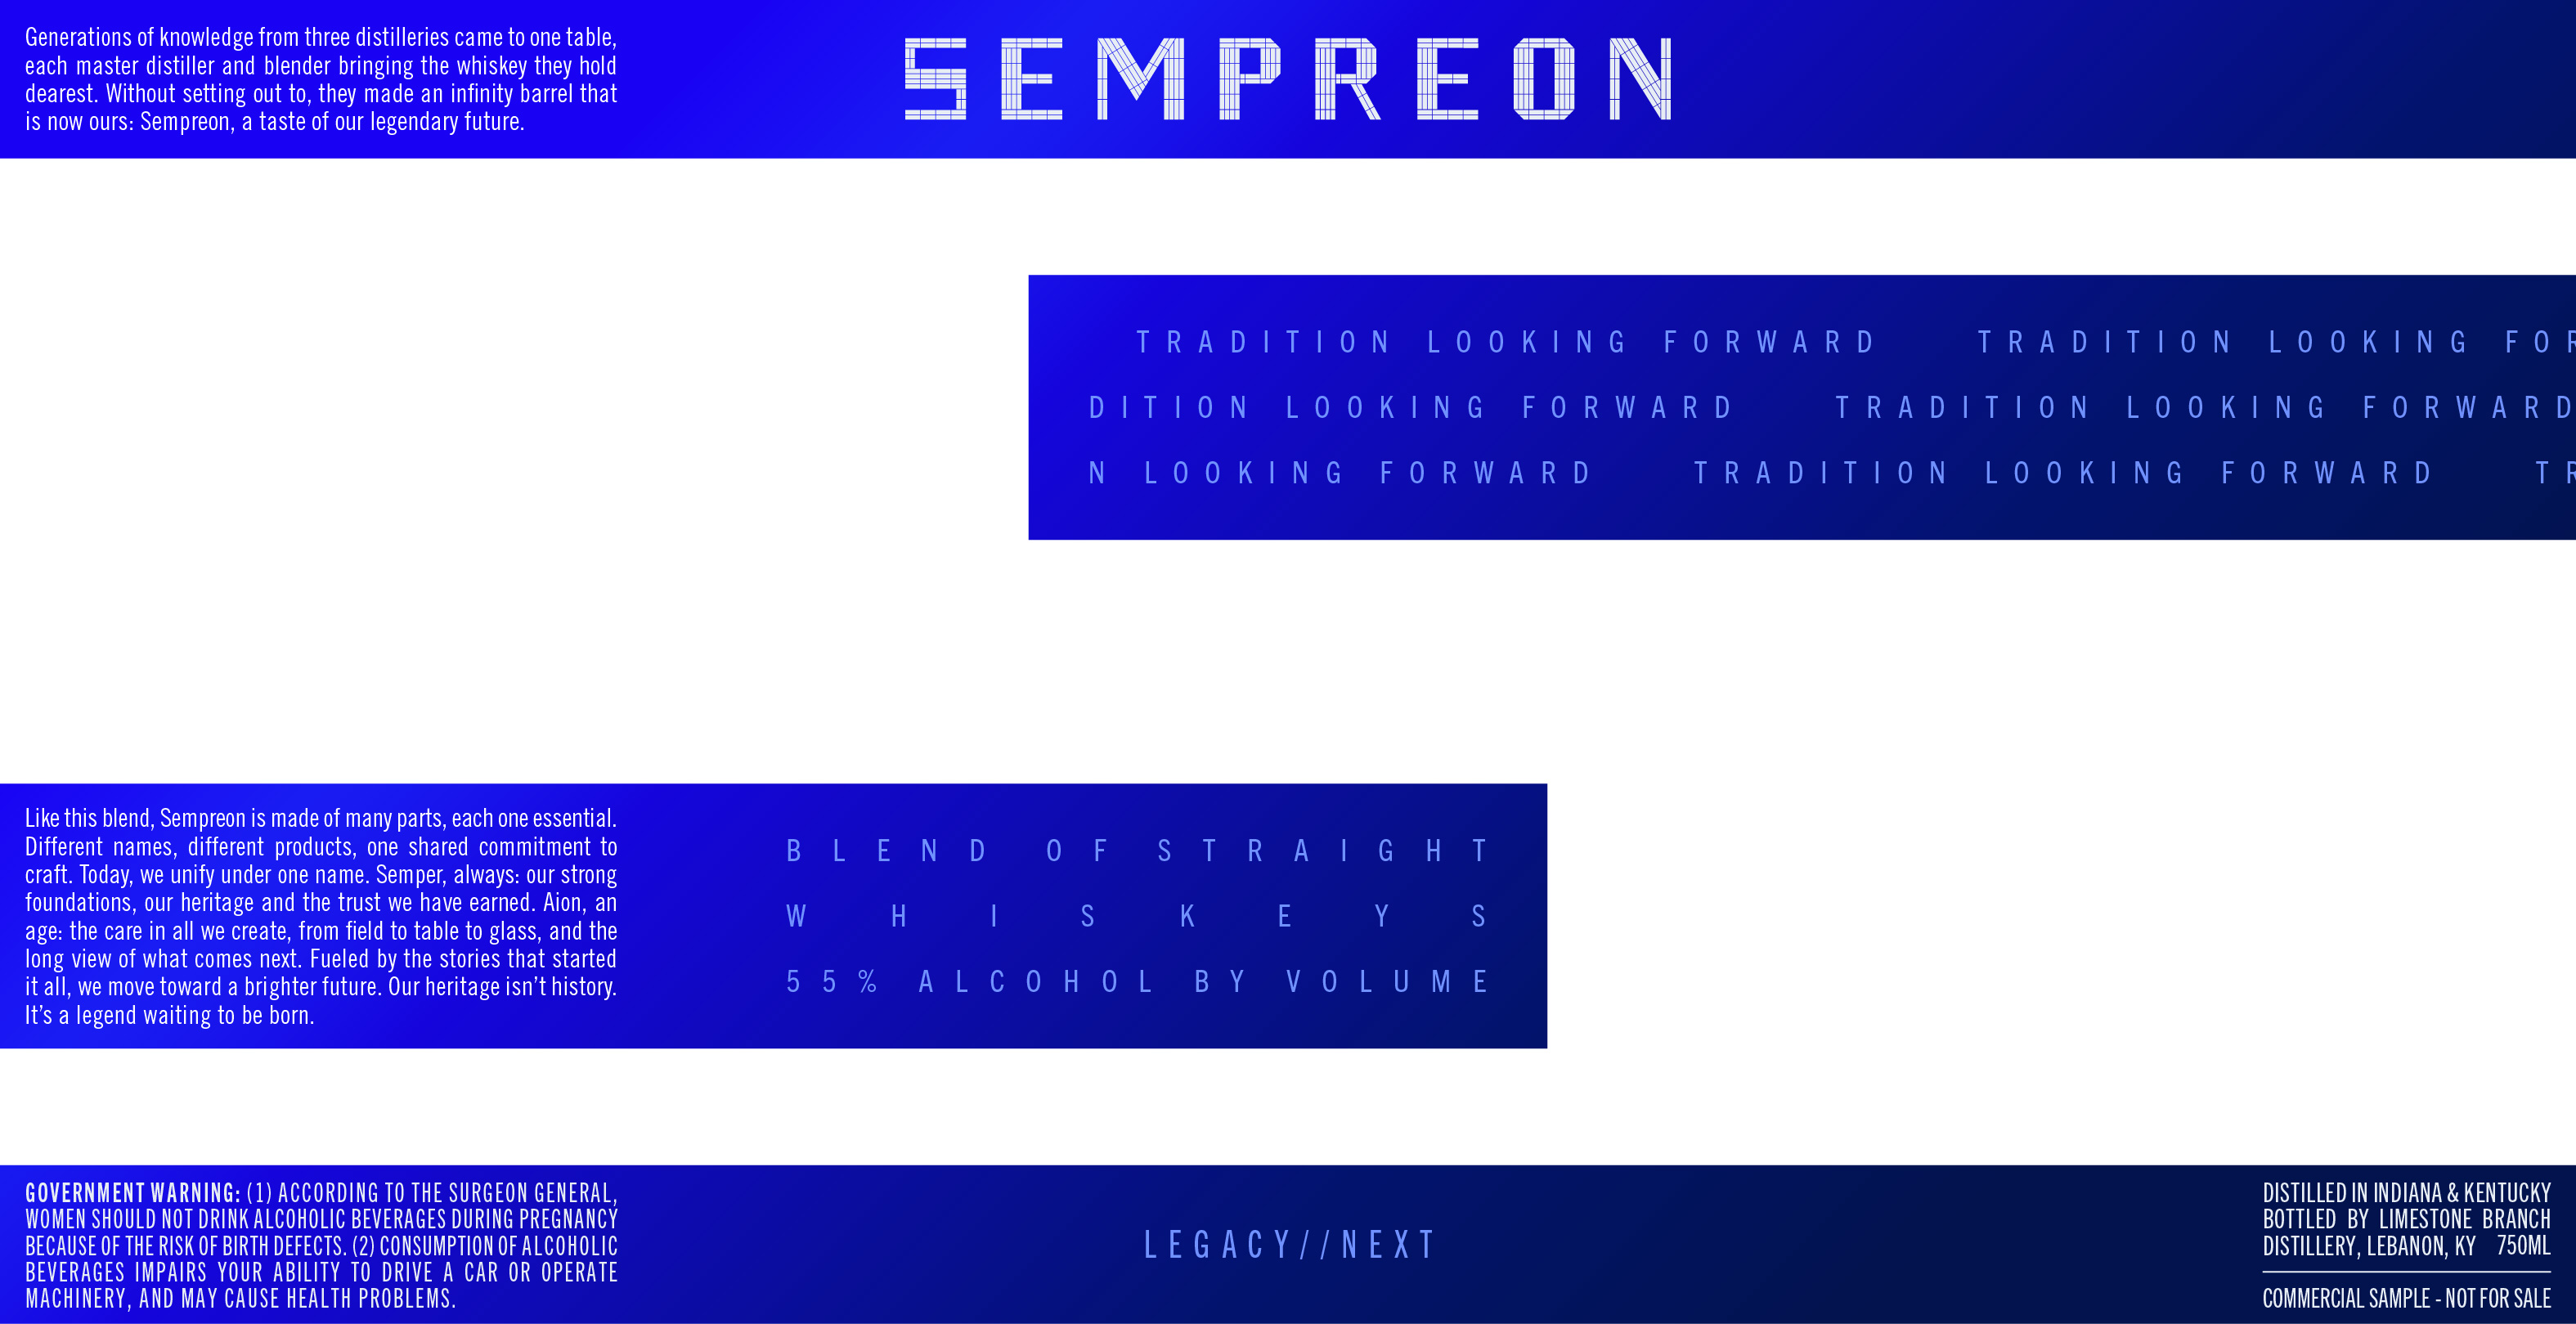 Generations of knowledge from three distilleries came to one table,
each master distiller and blender bringing the whiskey they hold
dearest. Without setting out to, they made an infinity barrel that
is now ours: Sempreon, a taste of our legendary future.
SEMPREON
TRADITION LOOKING FORWARD TRADITION LOOKING FOR
DITION LOOKING FORWARD TRADITION LOOKING FORWARD
N LOOKING FORWARD TRADITION LOOKING FORWARD TR
Like this blend, Sempreon is made of many parts, each one essential.
Different names, different products, one shared commitment to
craft. Today, we unify under one name. Semper, always: our strong
foundations, our heritage and the trust we have earned. Aion, an
age: the care in all we create, from field to table to glass, and the
long view of what comes next. Fueled by the stories that started
it all, we move toward a brighter future. Our heritage isn’t history.
It’s a legend waiting to be born.
BLEND OF STRAIGHT
WHISKEYS
55% ALCOHOL BY VOLUME
GOVERNMENT WARNING: (1) ACCORDING TO THE SURGEON GENERAL,
WOMEN SHOULD NOT DRINK ALCOHOLIC BEVERAGES DURING PREGNANCY
BECAUSE OF THE RISK OF BIRTH DEFECTS. (2) CONSUMPTION OF ALCOHOLIC
BEVERAGES IMPAIRS YOUR ABILITY TO DRIVE A CAR OR OPERATE
MACHINERY, AND MAY CAUSE HEALTH PROBLEMS.
LEGACY//NEXT
DISTILLED IN INDIANA & KENTUCKY
BOTTLED BY LIMESTONE BRANCH
DISTILLERY, LEBANON, KY 750ML
COMMERCIAL SAMPLE - NOT FOR SALE